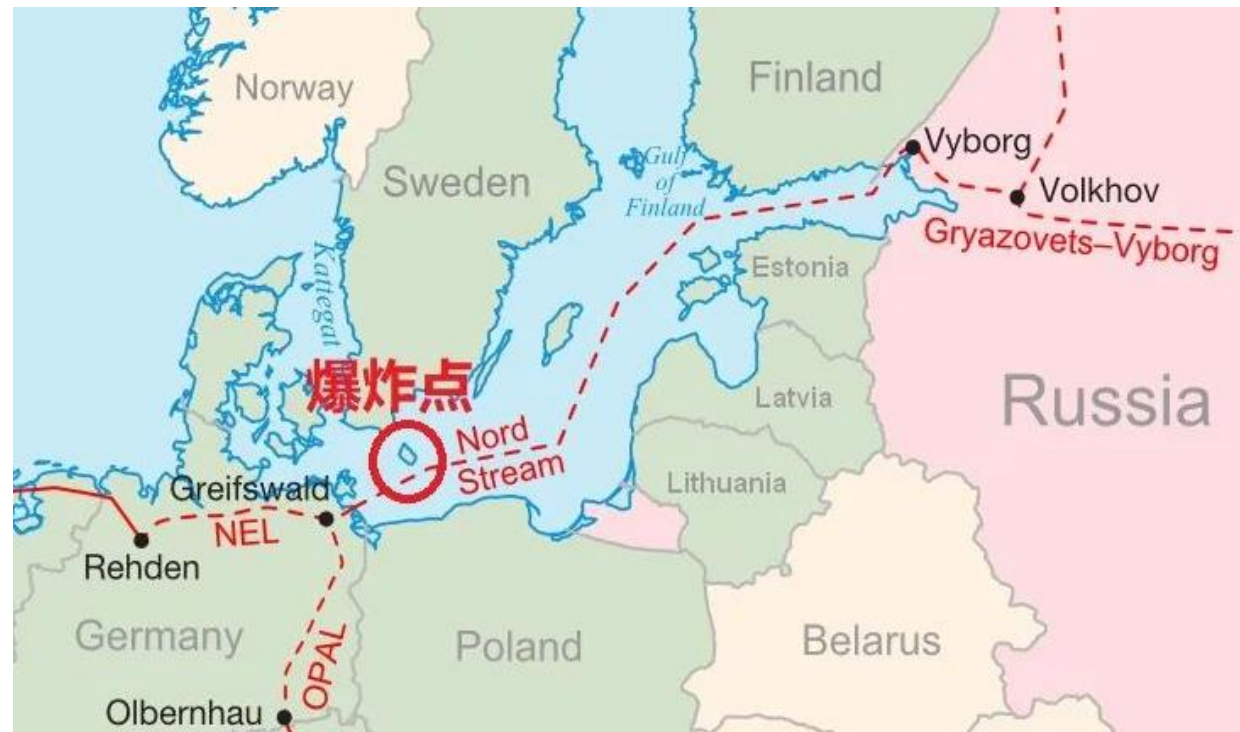 Norway
Finland
Vyborg
Gulf
of
Finland
Sweden
Volkhov
Gryazovets–Vyborg
Kattegat
Estonia
爆炸点
Latvia
Russia
Nord
Stream
Greifswald
Lithuania
NEL
Rehden
Germany
OPAL
Poland
Belarus
Olbernhau